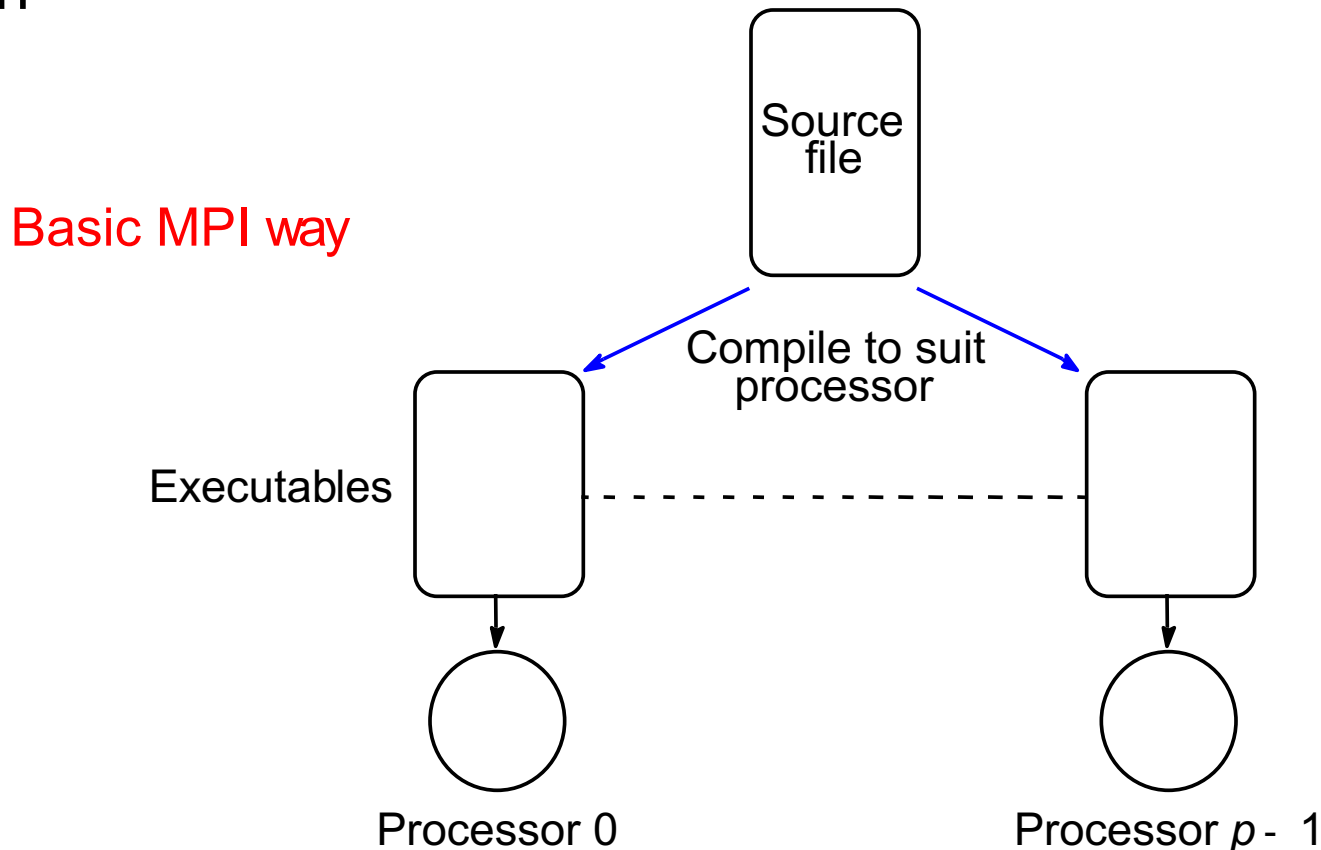 Source
file
Basic MPI way
Compile to suit
processor
Executables
Processor 0
Processor p - 1